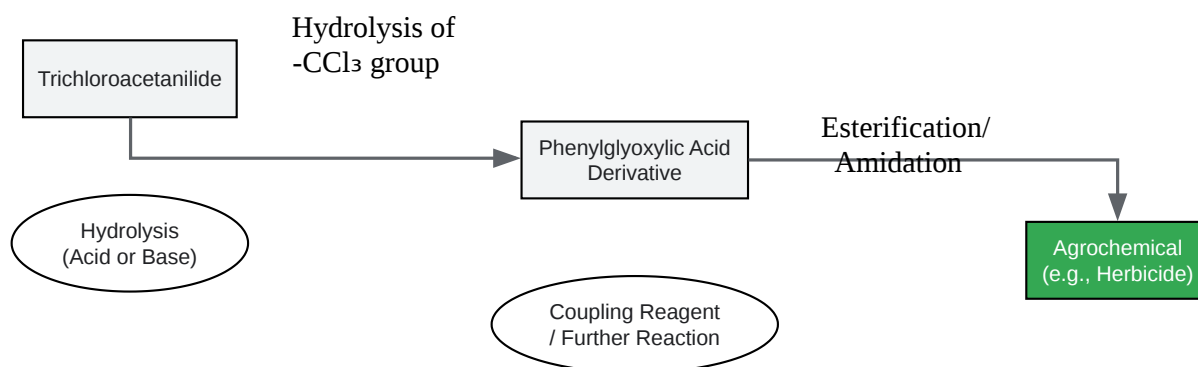 Hydrolysis of
-CCl₃ group
Trichloroacetanilide
Esterification/
Amidation
Phenylglyoxylic Acid
Derivative
Hydrolysis
(Acid or Base)
Agrochemical
(e.g., Herbicide)
Coupling Reagent
/ Further Reaction